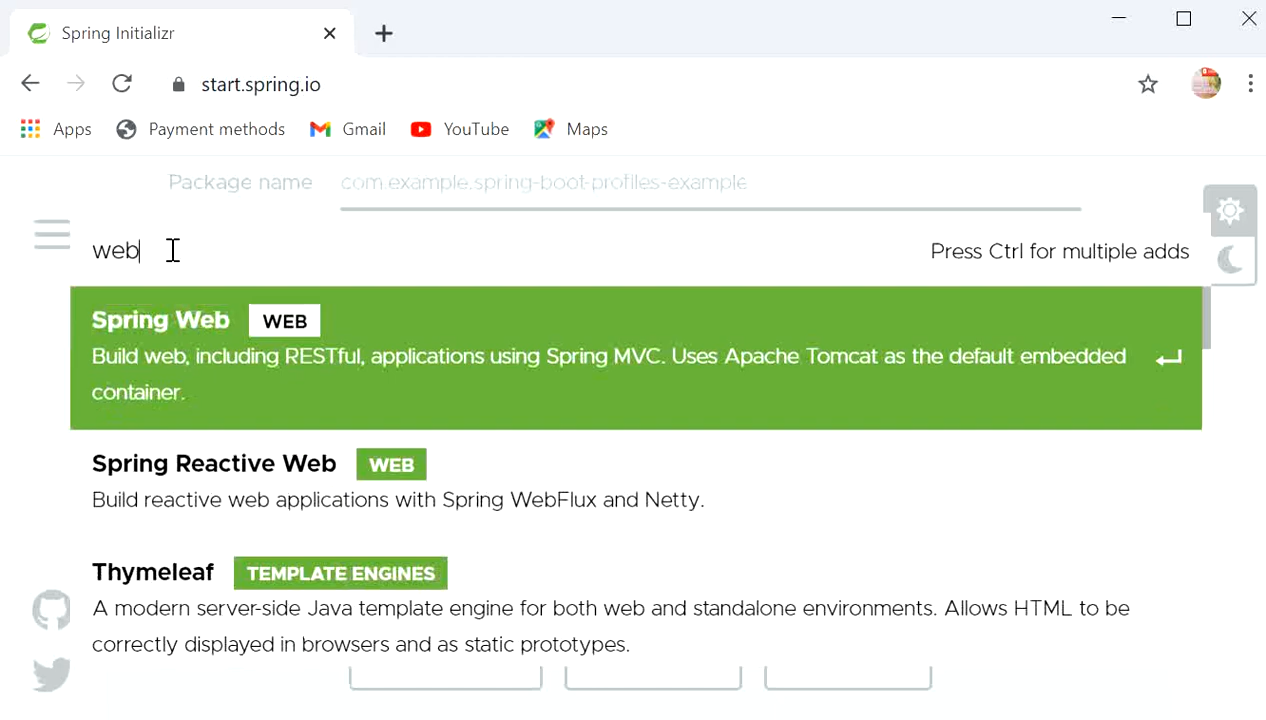 Spring Initializr
start.spring.io
Apps Payment methods Gmail YouTube Maps
Package name com.example.spring-boot-profiles-example
web Press Ctrl for multiple adds
Spring Web WEB
Build web, including RESTful, applications using Spring MVC. Uses Apache Tomcat as the default embedded
container.
Spring Reactive Web WEB
Build reactive web applications with Spring WebFlux and Netty.
Thymeleaf TEMPLATE ENGINES
A modern server-side Java template engine for both web and standalone environments. Allows HTML to be
correctly displayed in browsers and as static prototypes.